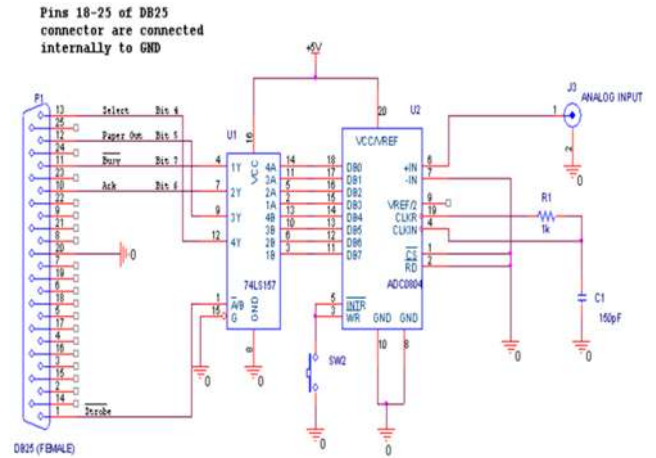 Pins 18-25 of DB25
connector are connected
internally to GND
+5V
P1
13 Select Bit 4
25
12 Paper Out Bit 5
24
11 Busy Bit 7
23
10 Ack Bit 6
22
9
21
8
20
7
19
6
18
5
17
4
16
3
15
2
14
1 Strobe
DB25 (FEMALE)
0
U1
16
VCC
4 1Y 4A 14
3A 11
7 2Y 2A 5
1A 2
9 3Y 4B 13
3B 10
12 4Y 2B 6
1B 3
74LS157
1 A/B
15 G
GND
8
0
0
U2
20
VCC/VREF
18 DB0 +IN 6
17 DB1 -IN 7
16 DB2
15 DB3 VREF/2 9
14 DB4 CLKR 19
13 DB5 CLKIN 4
12 DB6
11 DB7 CS 1
RD 2
ADC0804
5 INTR
3 WR GND GND
10 8
SW2
0
0
J3
ANALOG INPUT
1
2
0
R1
1k
C1
150pF
0
0